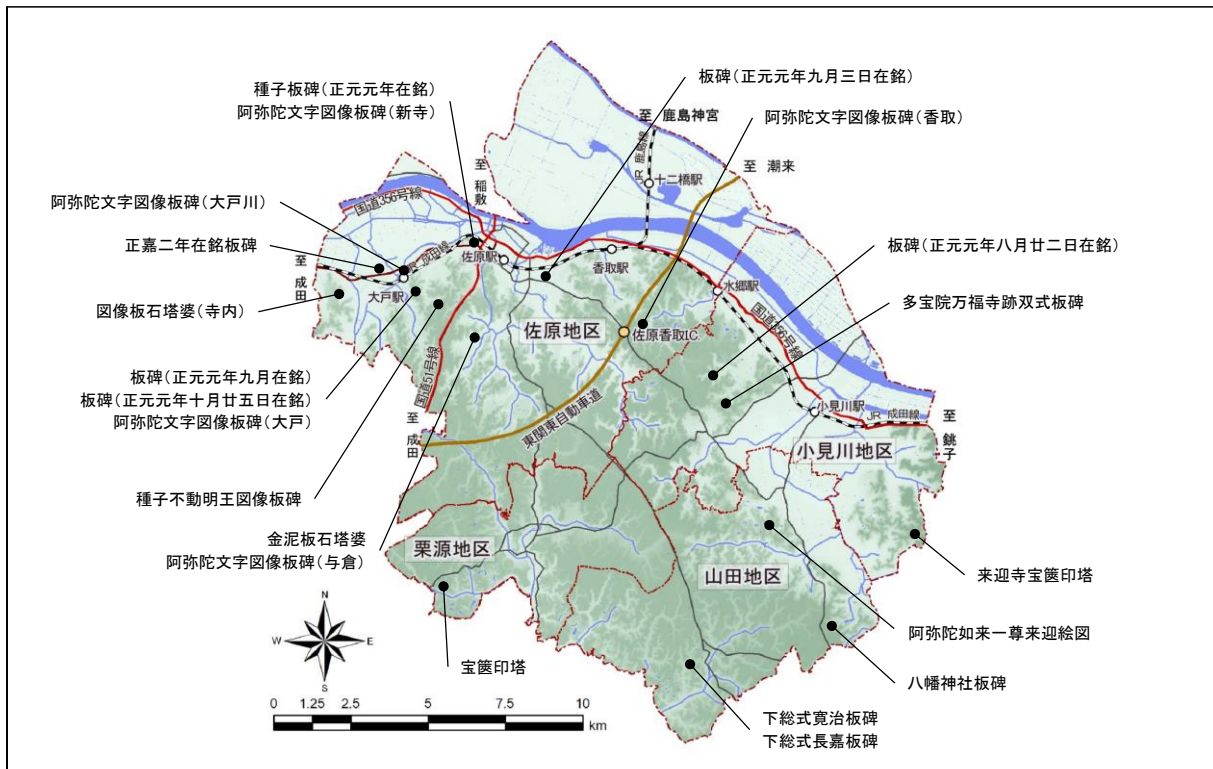 板碑（正元元年九月三日在銘）
種子板碑（正元元年在銘）
阿弥陀文字図像板碑（新寺）
至 鹿島神宮
阿弥陀文字図像板碑（香取）
JR 鹿島線
至 潮来
至 稲敷
十二橋駅
阿弥陀文字図像板碑（大戸川）
国道356号線
正嘉二年在銘板碑
JR 成田線
佐原駅
香取駅
板碑（正元元年八月廿二日在銘）
至 成田
大戸駅
水郷駅
図像板石塔婆（寺内）
多宝院万福寺跡双式板碑
佐原地区
佐原香取IC.
国道356号線
板碑（正元元年九月在銘）
板碑（正元元年十月廿五日在銘）
阿弥陀文字図像板碑（大戸）
国道51号線
小見川駅
JR 成田線
至 成田
東関東自動車道
至 銚子
小見川地区
種子不動明王図像板碑
金泥板石塔婆
阿弥陀文字図像板碑（与倉）
栗源地区
山田地区
来迎寺宝篋印塔
阿弥陀如来一尊来迎絵図
宝篋印塔
八幡神社板碑
下総式寛治板碑
下総式長嘉板碑
N
W E
S
0 1.25 2.5 5 7.5 10
km